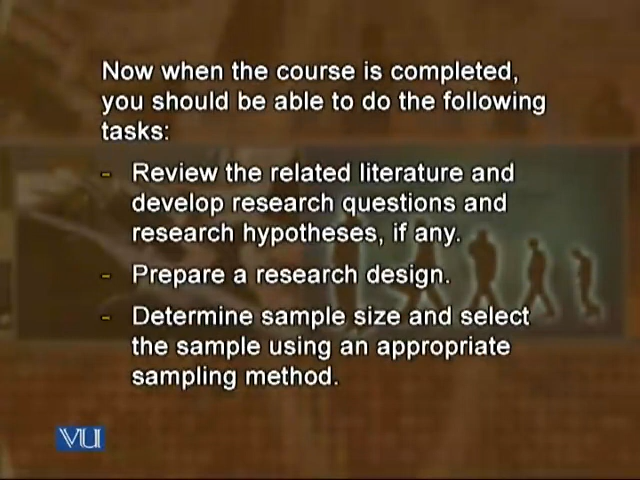 Now when the course is completed,
you should be able to do the following
tasks:
- Review the related literature and
develop research questions and
research hypotheses, if any.
- Prepare a research design.
- Determine sample size and select
the sample using an appropriate
sampling method.
VU